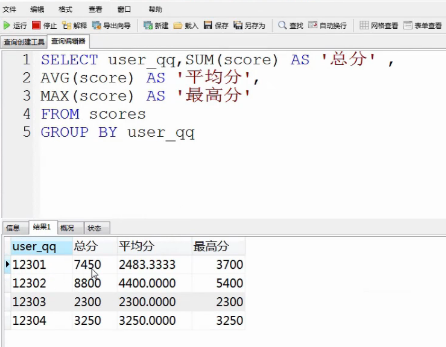 文件 编辑 格式 查看 窗口 帮助
运行 停止 解释 导出向导 新建 载入 保存 另存为 查找 自动换行 网格查看 表单查看
查询创建工具 查询编辑器
1 SELECT user_qq,SUM(score) AS '总分' ,
2 AVG(score) AS '平均分',
3 MAX(score) AS '最高分'
4 FROM scores
5 GROUP BY user_qq
信息 结果1 概况 状态
user_qq 总分 平均分 最高分
12301 7450 2483.3333 3700
12302 8800 4400.0000 5400
12303 2300 2300.0000 2300
12304 3250 3250.0000 3250